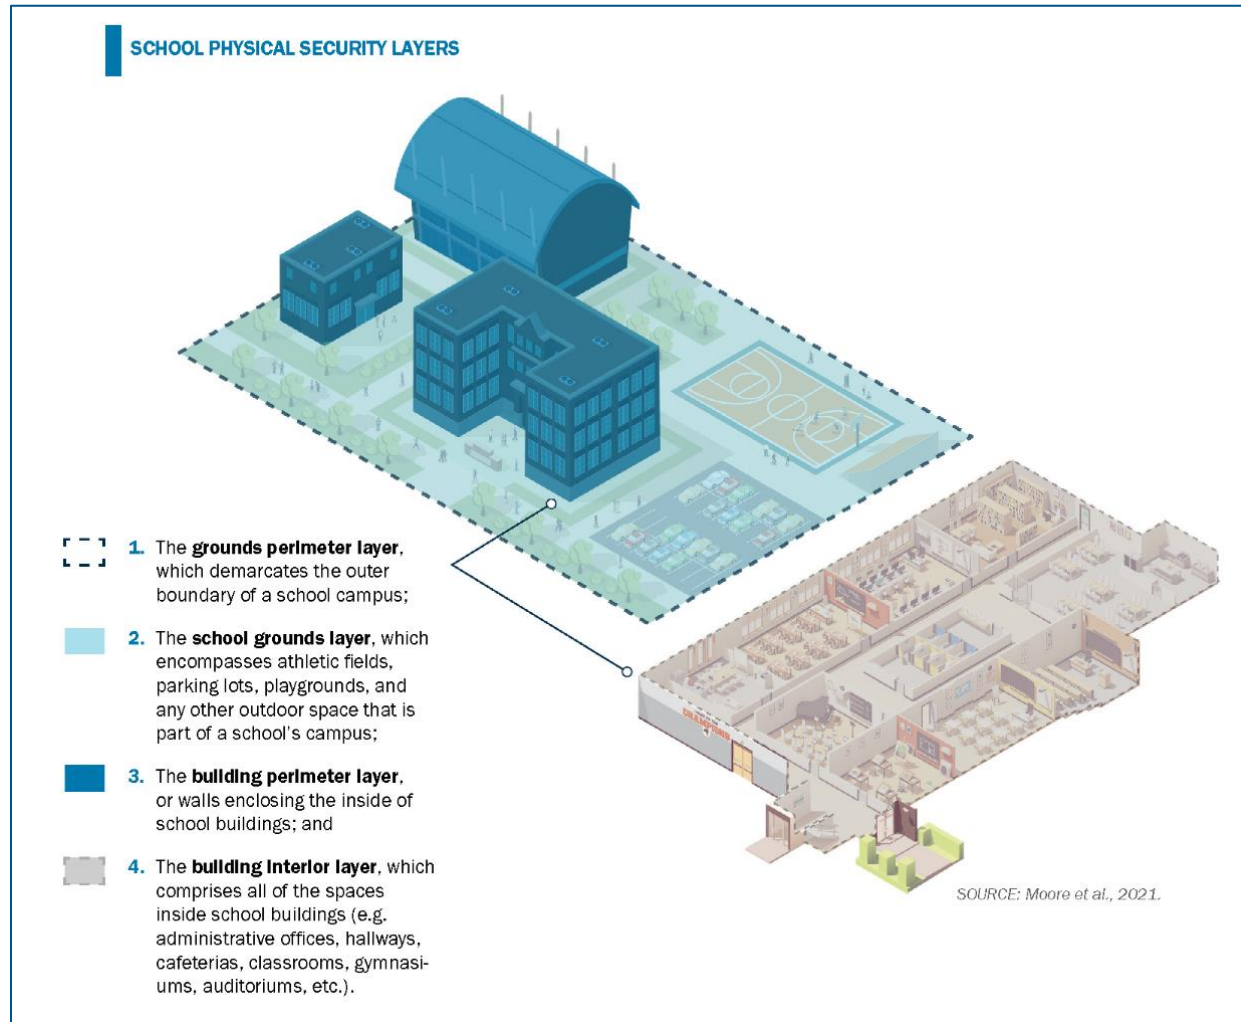 SCHOOL PHYSICAL SECURITY LAYERS
1. The grounds perimeter layer,
which demarcates the outer
boundary of a school campus;
2. The school grounds layer, which
encompasses athletic fields,
parking lots, playgrounds, and
any other outdoor space that is
part of a school's campus;
3. The building perimeter layer,
or walls enclosing the inside of
school buildings; and
4. The building interior layer, which
comprises all of the spaces
inside school buildings (e.g.
administrative offices, hallways,
cafeterias, classrooms, gymnasi-
ums, auditoriums, etc.).
CHAMPIONS
SOURCE: Moore et al., 2021.